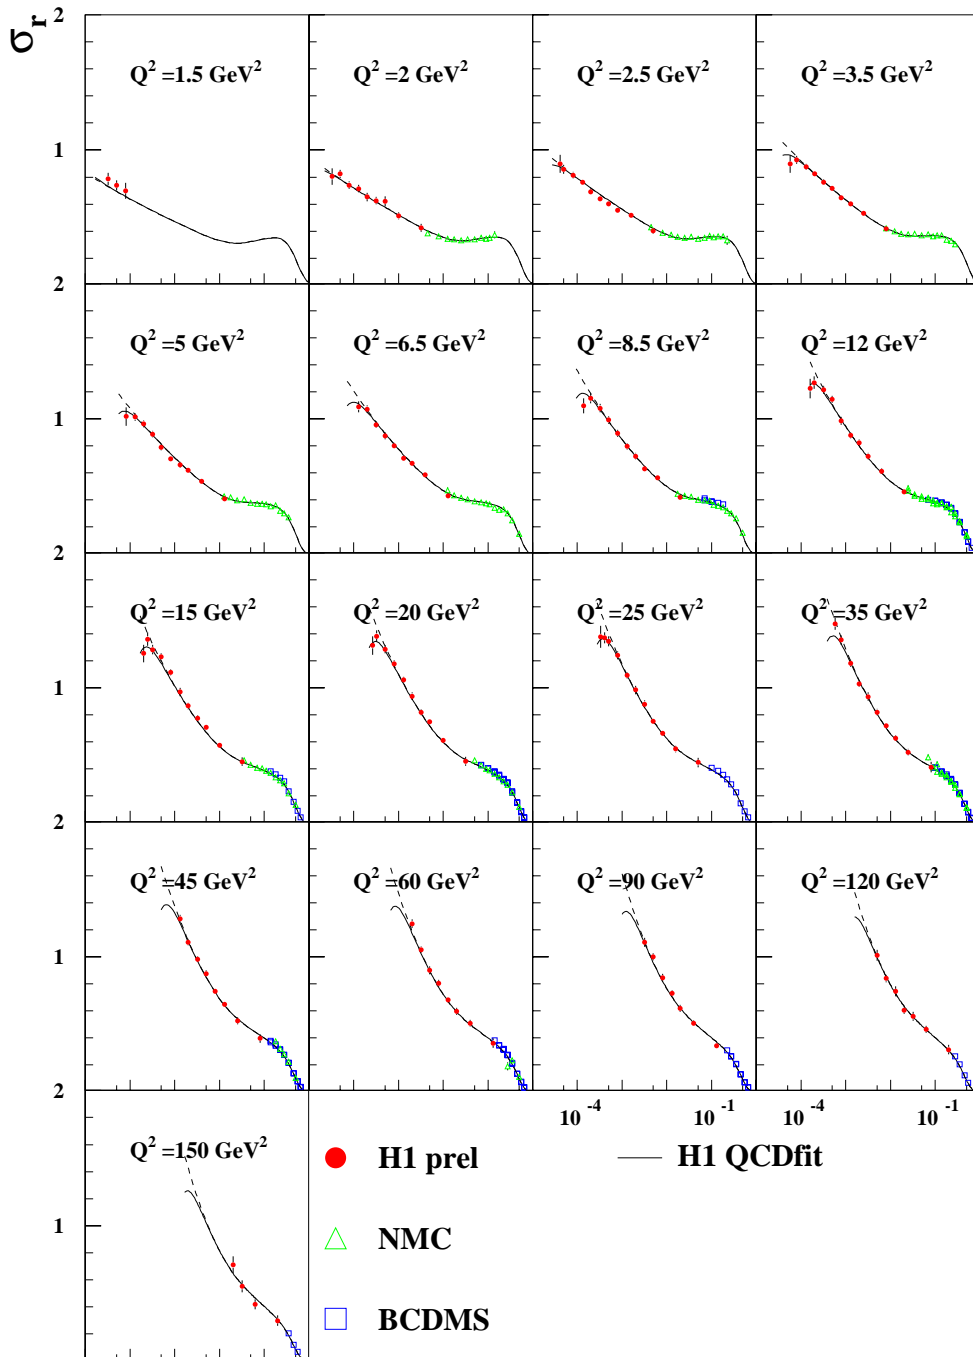 σr
2
Q² =1.5 GeV² Q² =2 GeV² Q² =2.5 GeV² Q² =3.5 GeV²
1
2
Q² =5 GeV² Q² =6.5 GeV² Q² =8.5 GeV² Q² =12 GeV²
1
2
Q² =15 GeV² Q² =20 GeV² Q² =25 GeV² Q² =35 GeV²
1
2
Q² =45 GeV² Q² =60 GeV² Q² =90 GeV² Q² =120 GeV²
1
2
10⁻⁴ 10⁻¹ 10⁻⁴ 10⁻¹
Q² =150 GeV²
H1 prel
H1 QCDfit
1
NMC
BCDMS